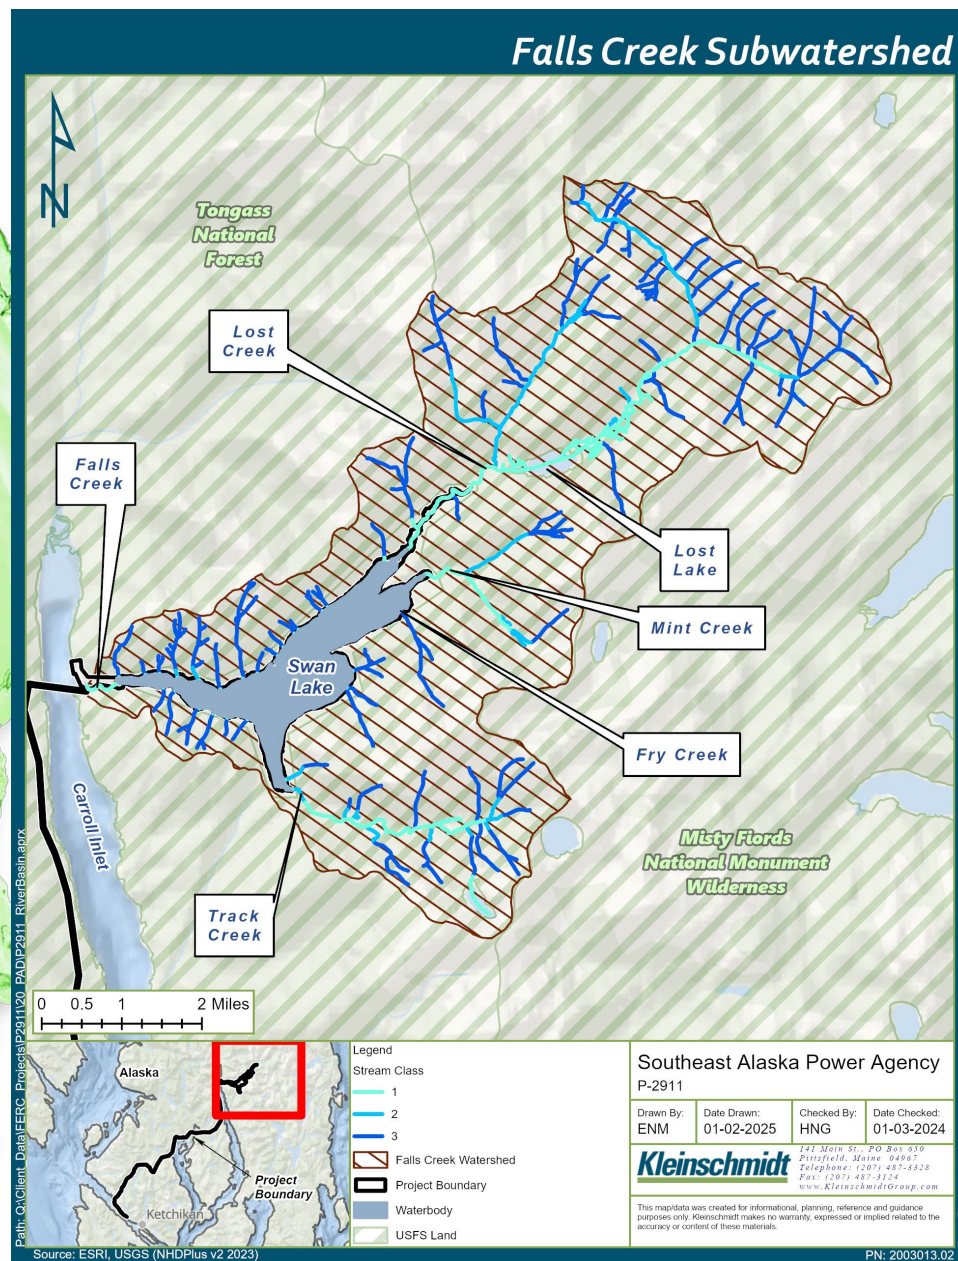 Falls Creek Subwatershed
N
Tongass
National
Forest
Lost
Creek
Falls
Creek
Lost
Lake
Mint Creek
Swan
Lake
Fry Creek
Carroll Inlet
Misty Fiords
National Monument
Wilderness
Track
Creek
0 0.5 1 2 Miles
Path: Q:\Client_Data\FERC_Projects\P2911\20_PAD\P2911_RiverBasin.aprx
Alaska
Project
Boundary
Ketchikan
Legend
Stream Class
1
2
3
Falls Creek Watershed
Project Boundary
Waterbody
USFS Land
Southeast Alaska Power Agency
P-2911
Drawn By: Date Drawn: Checked By: Date Checked:
ENM 01-02-2025 HNG 01-03-2024
Kleinschmidt
141 Main St., PO Box 650
Pittsfield, Maine 04967
Telephone: (207) 487-3328
Fax: (207) 487-3124
www.KleinschmidtGroup.com
This map/data was created for informational, planning, reference and guidance
purposes only. Kleinschmidt makes no warranty, expressed or implied related to the
accuracy or content of these materials.
Source: ESRI, USGS (NHDPlus v2 2023)
PN: 2003013.02